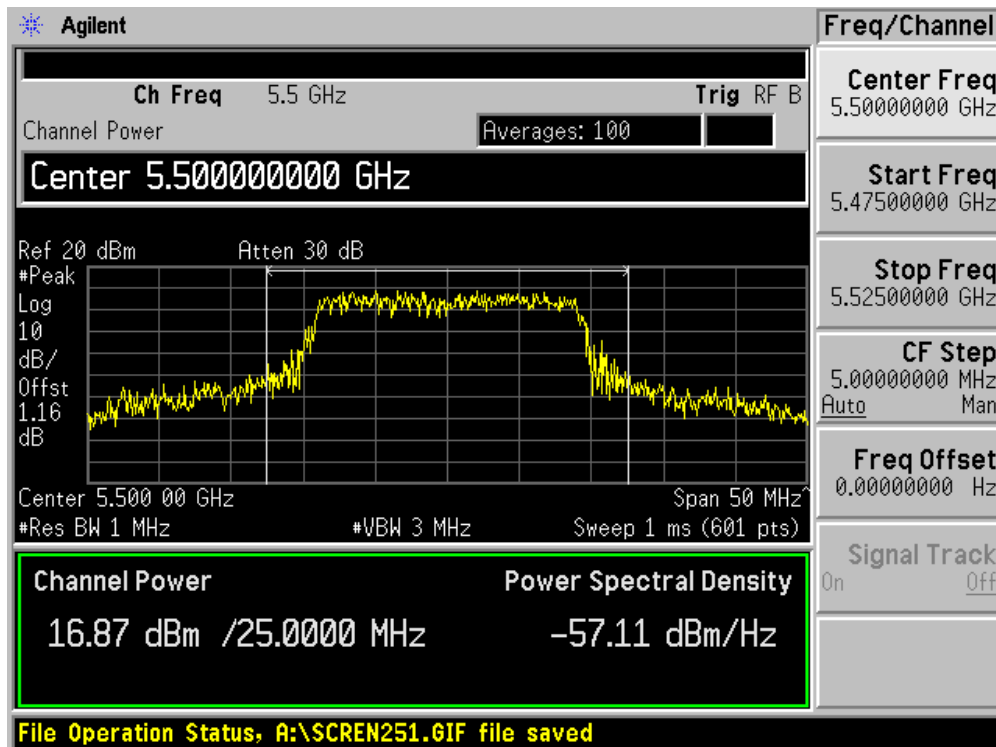 Agilent
Freq/Channel
Ch Freq 5.5 GHz Trig RF B
Channel Power Averages: 100
Center 5.500000000 GHz
Ref 20 dBm Atten 30 dB
#Peak
Log
10
dB/
Offst
1.16
dB
Center 5.500 00 GHz Span 50 MHz^
#Res BW 1 MHz #VBW 3 MHz Sweep 1 ms (601 pts)
Channel Power Power Spectral Density
16.87 dBm /25.0000 MHz -57.11 dBm/Hz
File Operation Status, A:\SCREN251.GIF file saved
Center Freq
5.50000000 GHz
Start Freq
5.47500000 GHz
Stop Freq
5.52500000 GHz
CF Step
5.00000000 MHz
Auto Man
Freq Offset
0.00000000 Hz
Signal Track
On Off